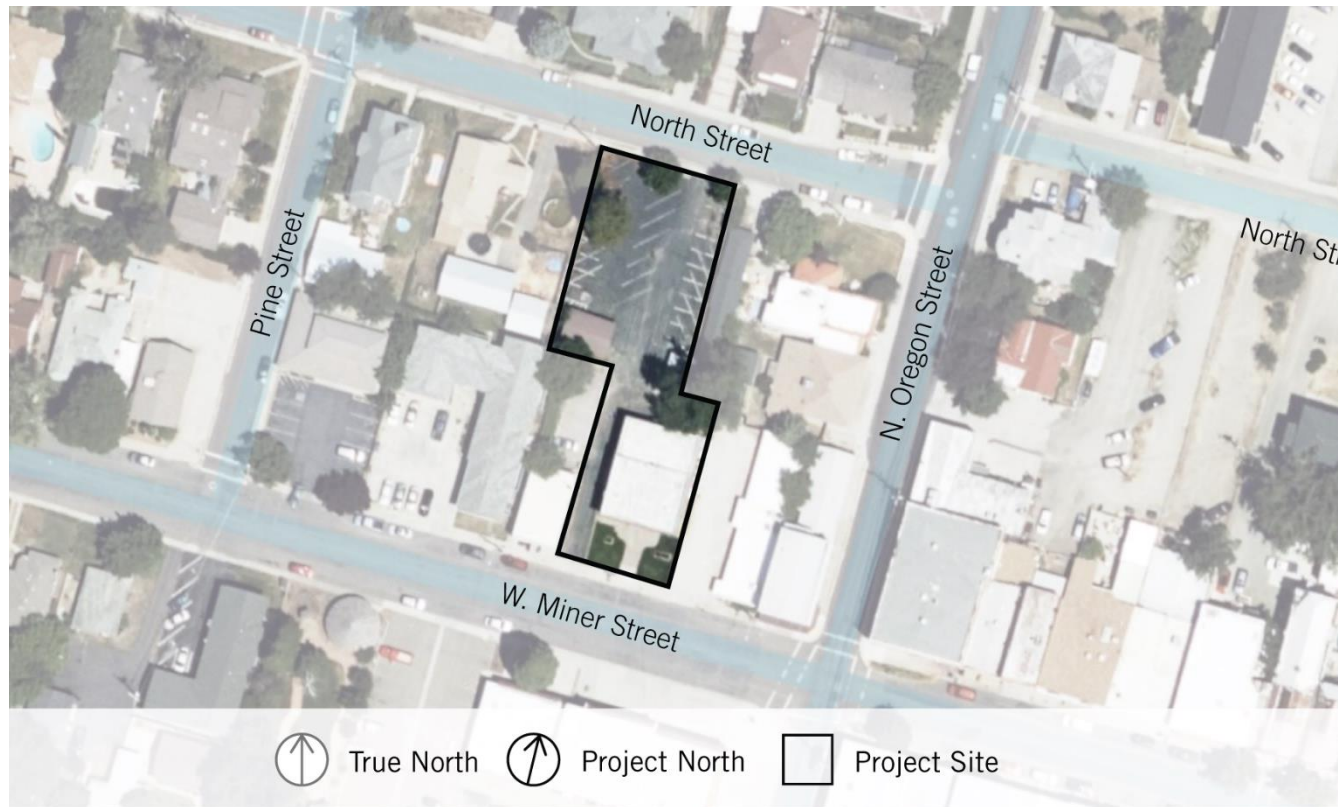 North Street
North St
Pine Street
N. Oregon Street
W. Miner Street
True North
Project North
Project Site